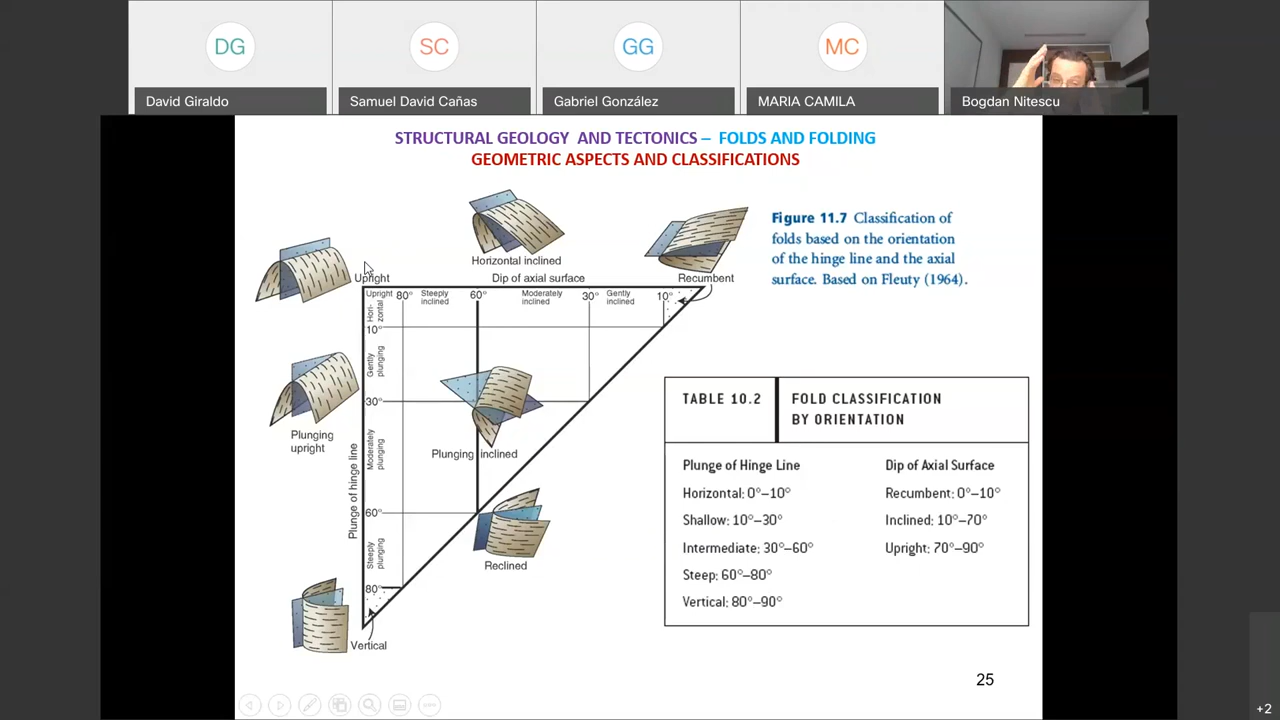 DG
SC
GG
MC
David Giraldo
Samuel David Cañas
Gabriel González
MARIA CAMILA
Bogdan Nitescu
STRUCTURAL GEOLOGY AND TECTONICS – FOLDS AND FOLDING
GEOMETRIC ASPECTS AND CLASSIFICATIONS
Figure 11.7 Classification of
folds based on the orientation
of the hinge line and the axial
surface. Based on Fleuty (1964).
Horizontal inclined
Upright
Dip of axial surface
Recumbent
Upright
80°
Steeply
inclined
60°
Moderately
inclined
30°
Gently
inclined
10°
Hori-
zontal
10°
Gently
plunging
30°
Plunging
upright
Moderately
plunging
Plunging inclined
Plunge of hinge line
60°
Steeply
plunging
Reclined
80°
Vertical
TABLE 10.2
FOLD CLASSIFICATION
BY ORIENTATION
Plunge of Hinge Line
Dip of Axial Surface
Horizontal: 0°–10°
Recumbent: 0°–10°
Shallow: 10°–30°
Inclined: 10°–70°
Intermediate: 30°–60°
Upright: 70°–90°
Steep: 60°–80°
Vertical: 80°–90°
25
+2